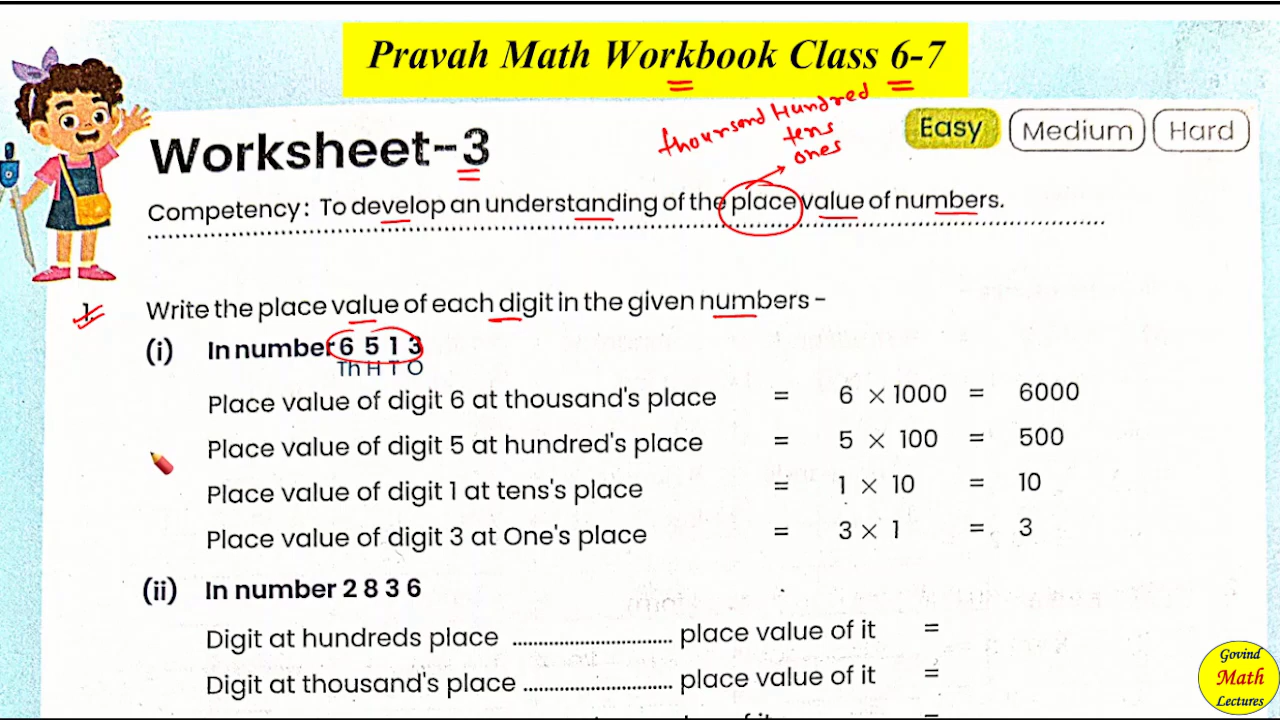 Pravah Math Workbook Class 6-7
Easy Medium Hard
thoursand Hundred
tens
ones
Worksheet-3
Competency: To develop an understanding of the place value of numbers.
1. Write the place value of each digit in the given numbers -
(i) In number 6 5 1 3
Th H T O
Place value of digit 6 at thousand's place = 6 × 1000 = 6000
Place value of digit 5 at hundred's place = 5 × 100 = 500
Place value of digit 1 at tens's place = 1 × 10 = 10
Place value of digit 3 at One's place = 3 × 1 = 3
(ii) In number 2 8 3 6
Digit at hundreds place ............................ place value of it =
Digit at thousand's place ............................ place value of it =
Govind
Math
Lectures